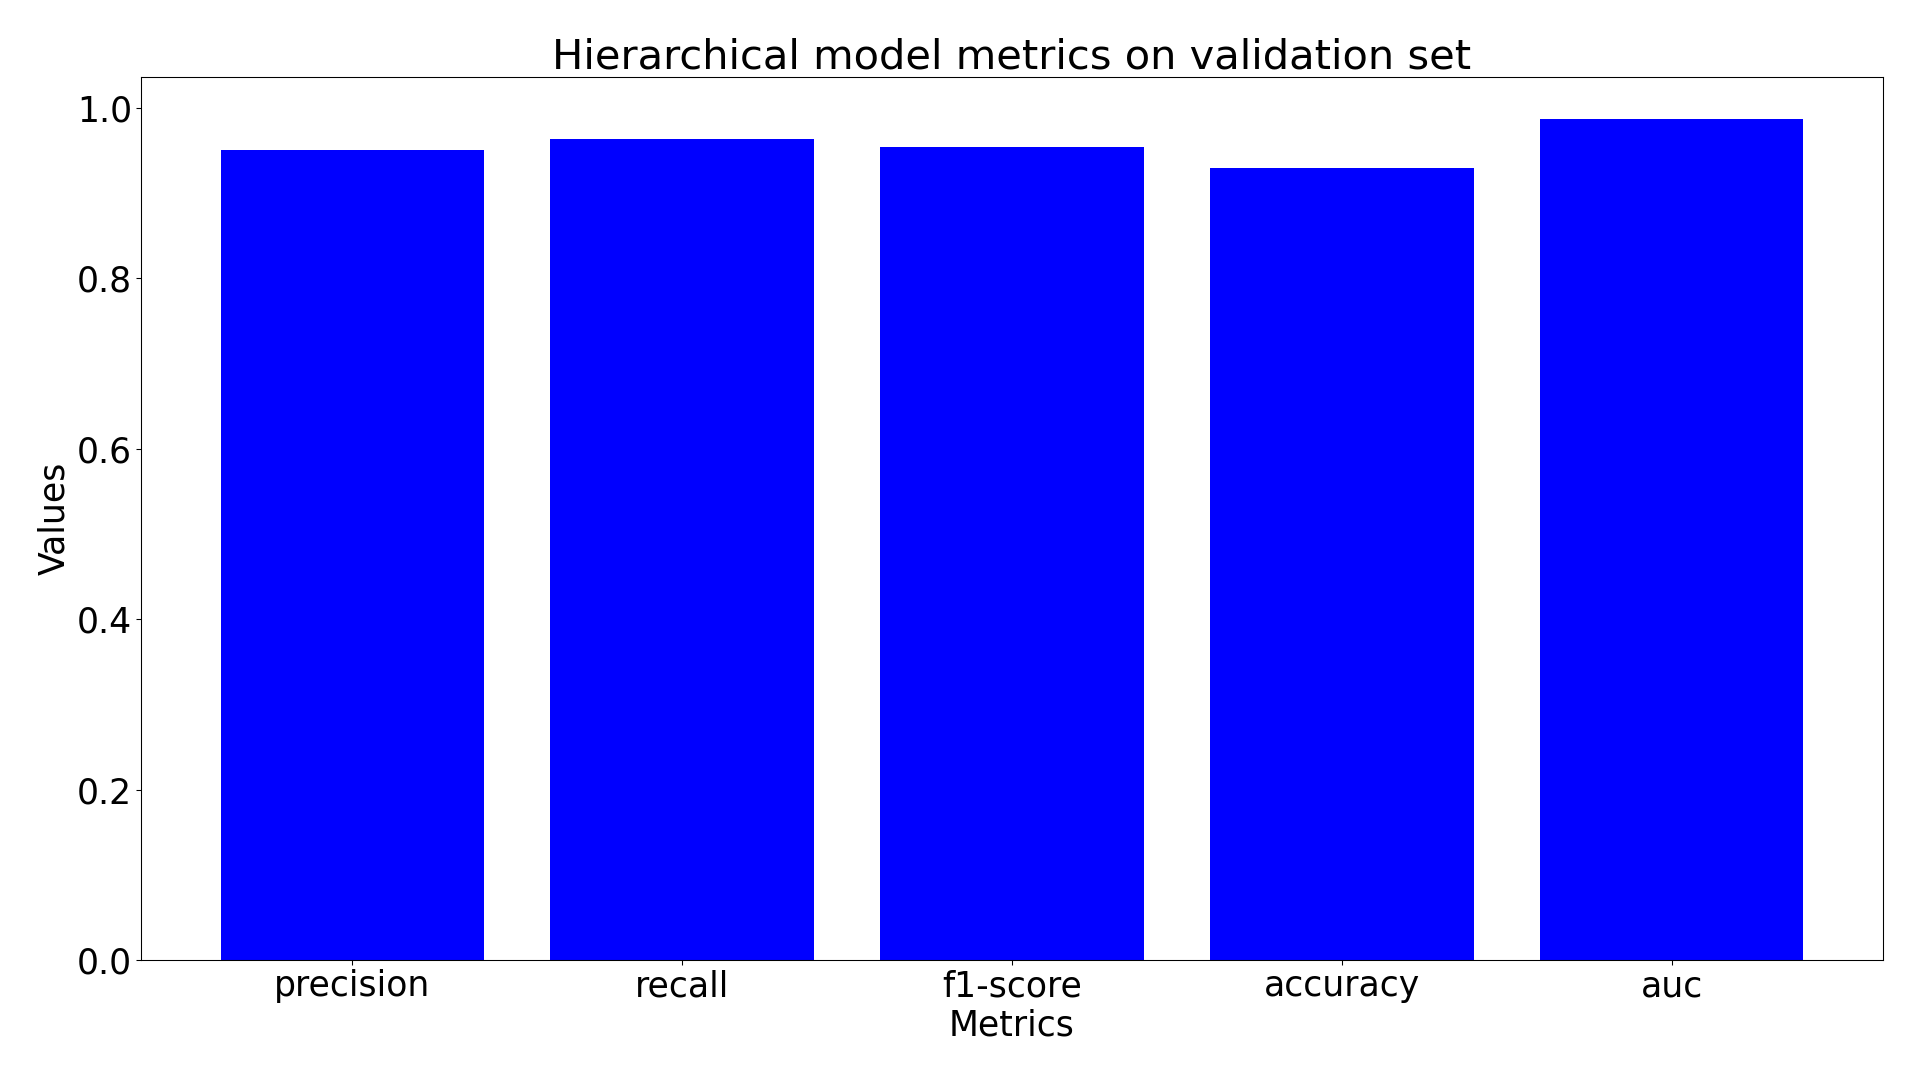 Hierarchical model metrics on validation set
1.0
0.8
0.6
0.4
0.2
0.0
Values
precision recall f1-score accuracy auc
Metrics